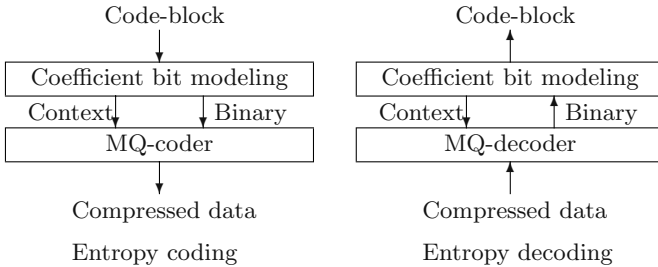 Code-block
Coefficient bit modeling
Context Binary
MQ-coder
Compressed data
Entropy coding
Code-block
Coefficient bit modeling
Context Binary
MQ-decoder
Compressed data
Entropy decoding